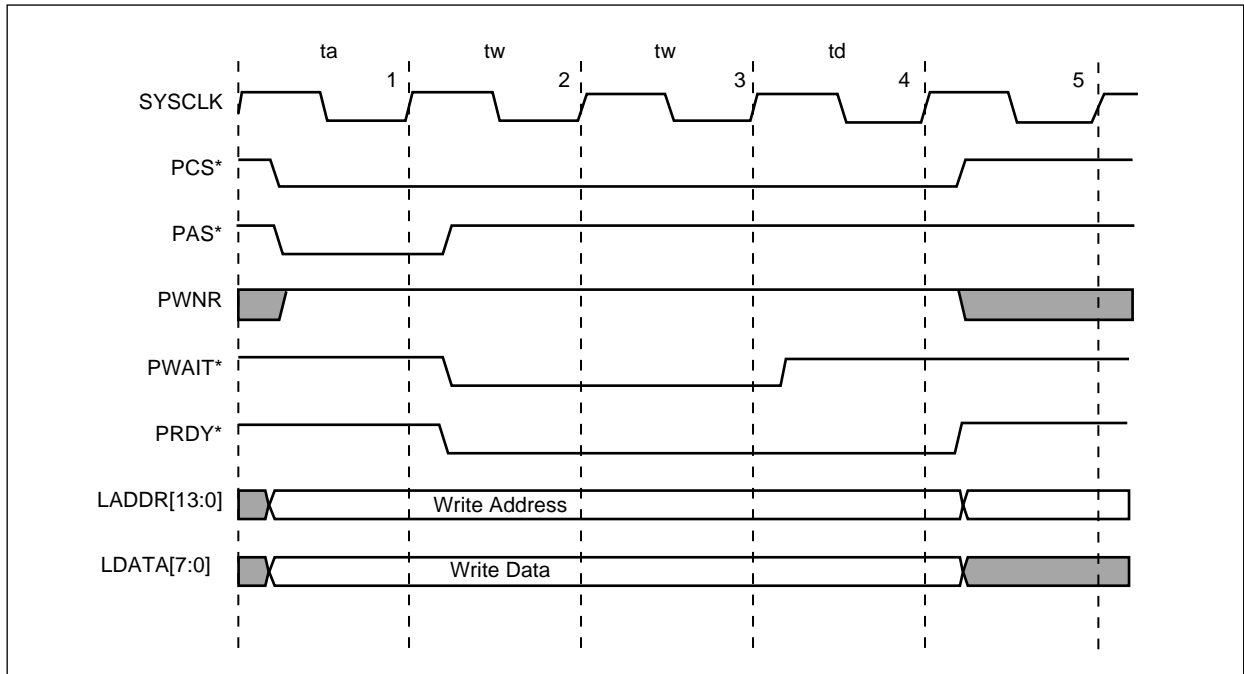 ta tw tw td
1 2 3 4 5
SYSCLK
PCS*
PAS*
PWNR
PWAIT*
PRDY*
LADDR[13:0] Write Address
LDATA[7:0] Write Data